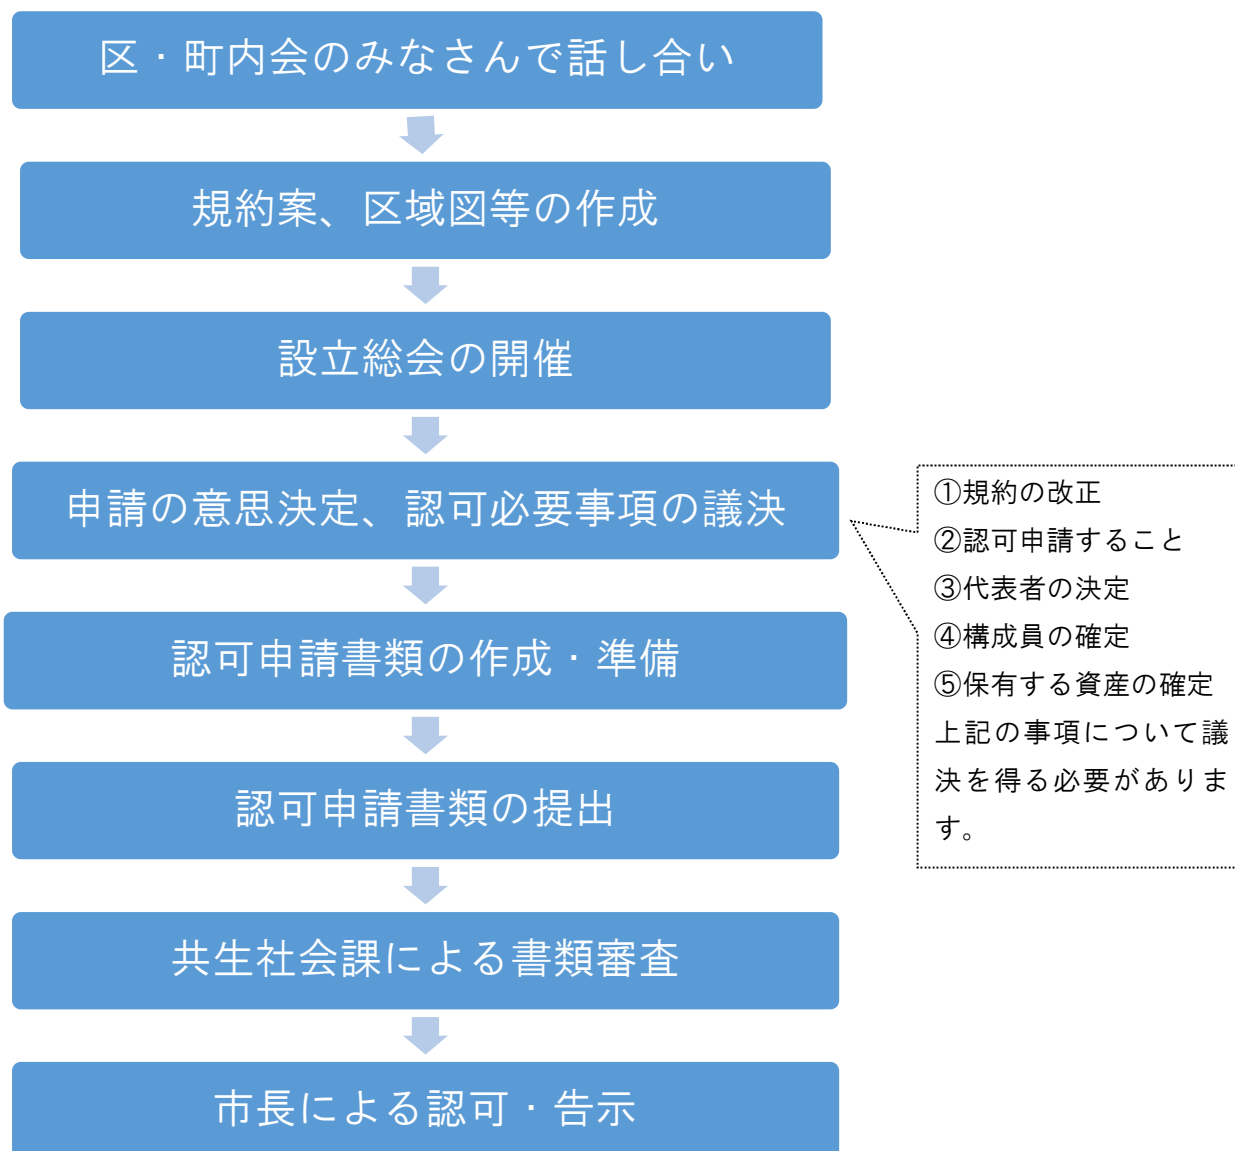 区・町内会のみなさんで話し合い
規約案、区域図等の作成
設立総会の開催
申請の意思決定、認可必要事項の議決
①規約の改正
②認可申請すること
③代表者の決定
④構成員の確定
⑤保有する資産の確定
上記の事項について議
決を得る必要がありま
す。
認可申請書類の作成・準備
認可申請書類の提出
共生社会課による書類審査
市長による認可・告示